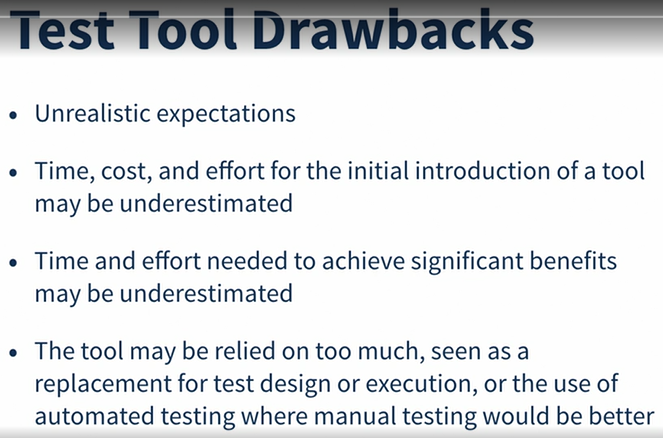 Test Tool Drawbacks
• Unrealistic expectations
• Time, cost, and effort for the initial introduction of a tool
may be underestimated
• Time and effort needed to achieve significant benefits
may be underestimated
• The tool may be relied on too much, seen as a
replacement for test design or execution, or the use of
automated testing where manual testing would be better